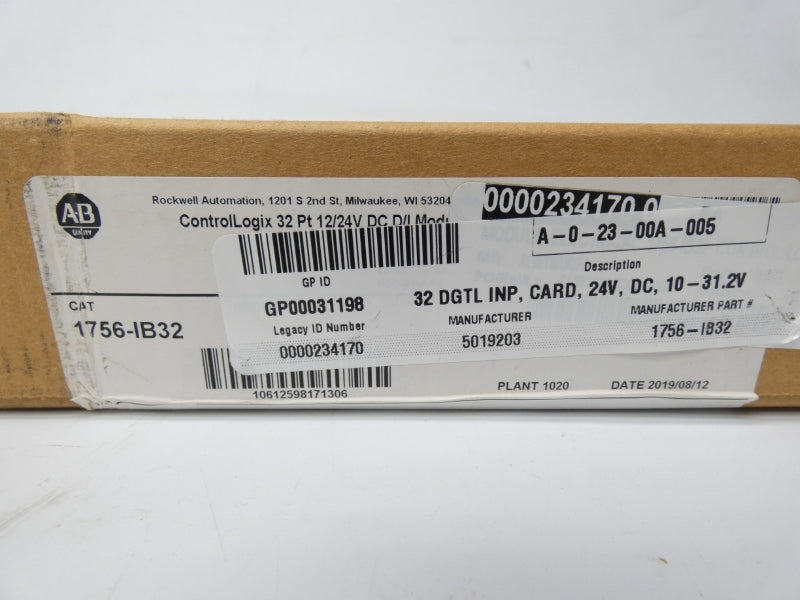 AB
QUALITY
Rockwell Automation, 1201 S 2nd St, Milwaukee, WI 53204
ControlLogix 32 Pt 12/24V DC D/I
0000234170
A-0-23-00A-005
GP ID
GP00031198
Legacy ID Number
0000234170
Description
32 DGTL INP, CARD, 24V, DC, 10-31.2V
MANUFACTURER
5019203
MANUFACTURER PART #
1756-IB32
CAT
1756-IB32
10612598171306
PLANT 1020
DATE 2019/08/12